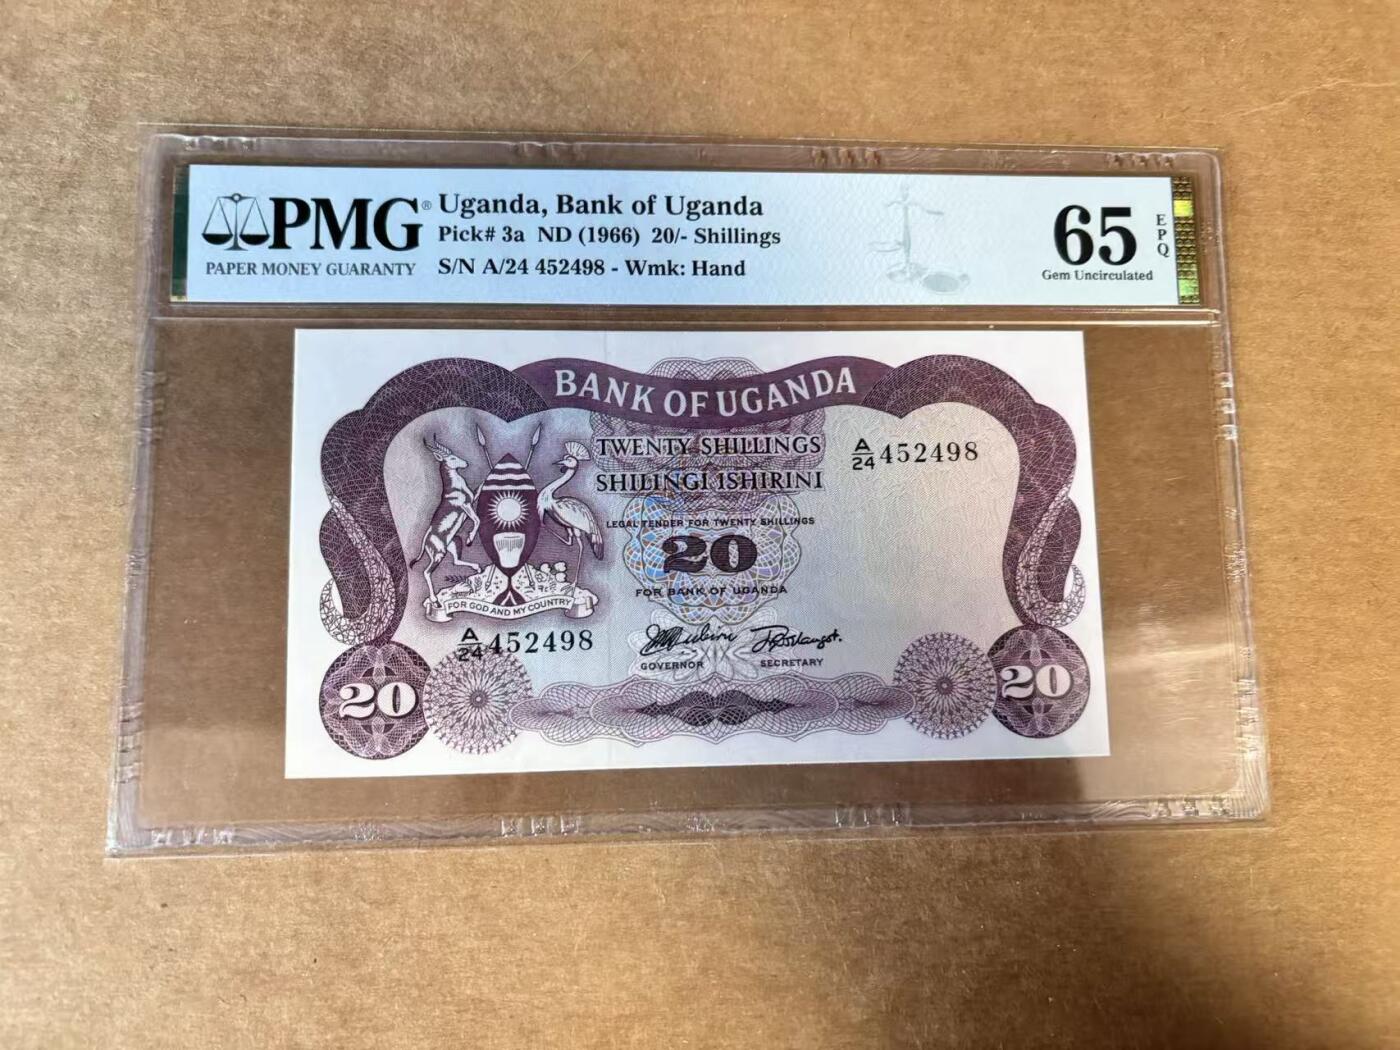 PMG®
PAPER MONEY GUARANTY
Uganda, Bank of Uganda
Pick# 3a ND (1966) 20/- Shillings
S/N A/24 452498 - Wmk: Hand
65
EPQ
Gem Uncirculated
BANK OF UGANDA
TWENTY SHILLINGS
SHILINGI ISHIRINI
A/24 452498
LEGAL TENDER FOR TWENTY SHILLINGS
20
FOR BANK OF UGANDA
FOR GOD AND MY COUNTRY
A/24 452498
GOVERNOR
SECRETARY
20
20